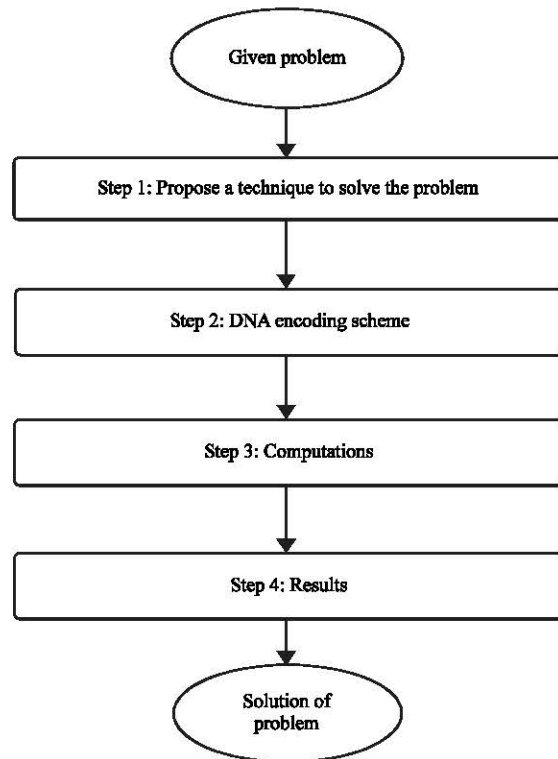 Given problem
Step 1: Propose a technique to solve the problem
Step 2: DNA encoding scheme
Step 3: Computations
Step 4: Results
Solution of
problem